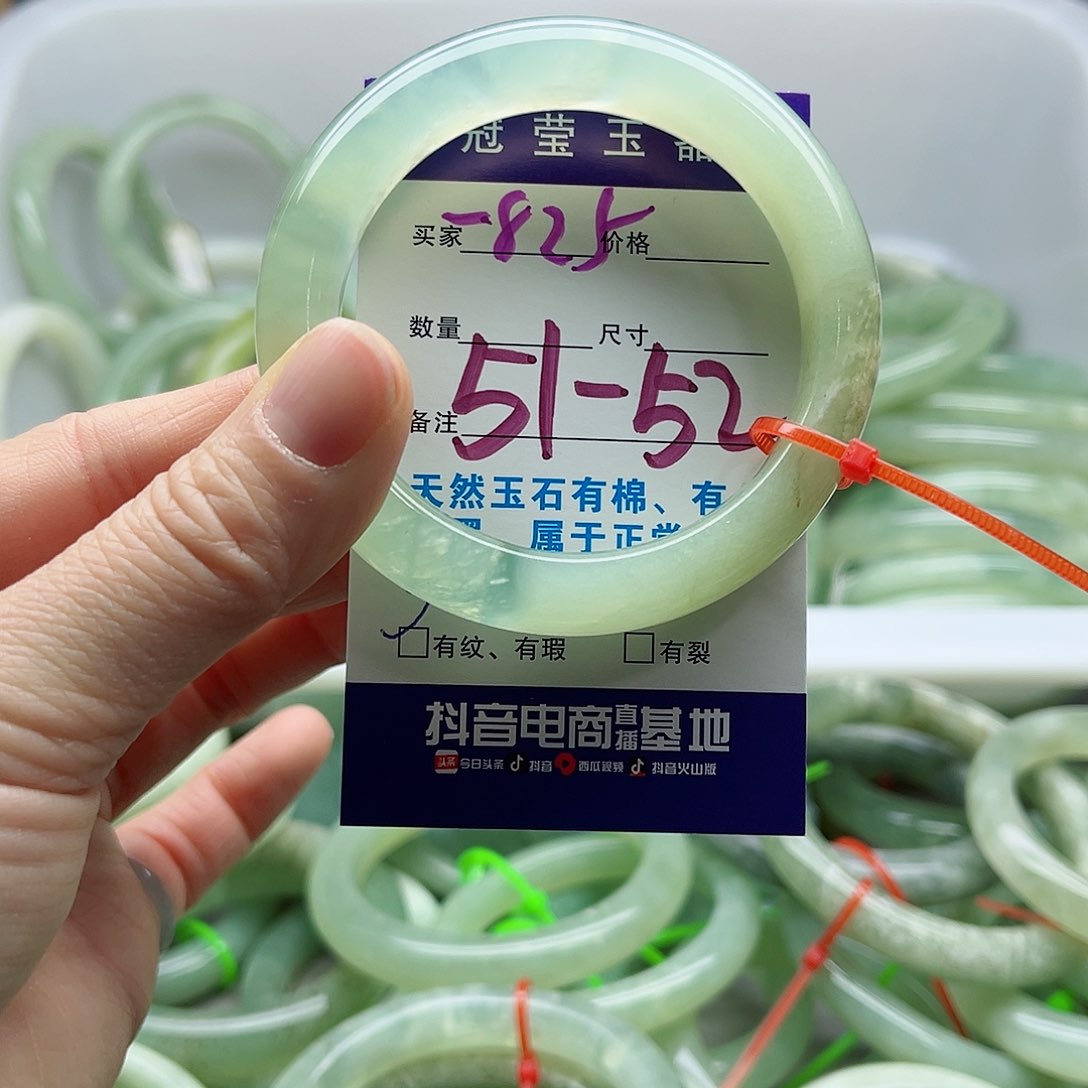 冠莹玉器
买家 -825 价格
数量 尺寸
51-52
备注
天然玉石有棉、有
属于正常
有纹、有瑕 有裂
抖音电商直播基地
头条 今日头条 抖音 西瓜视频 抖音火山版